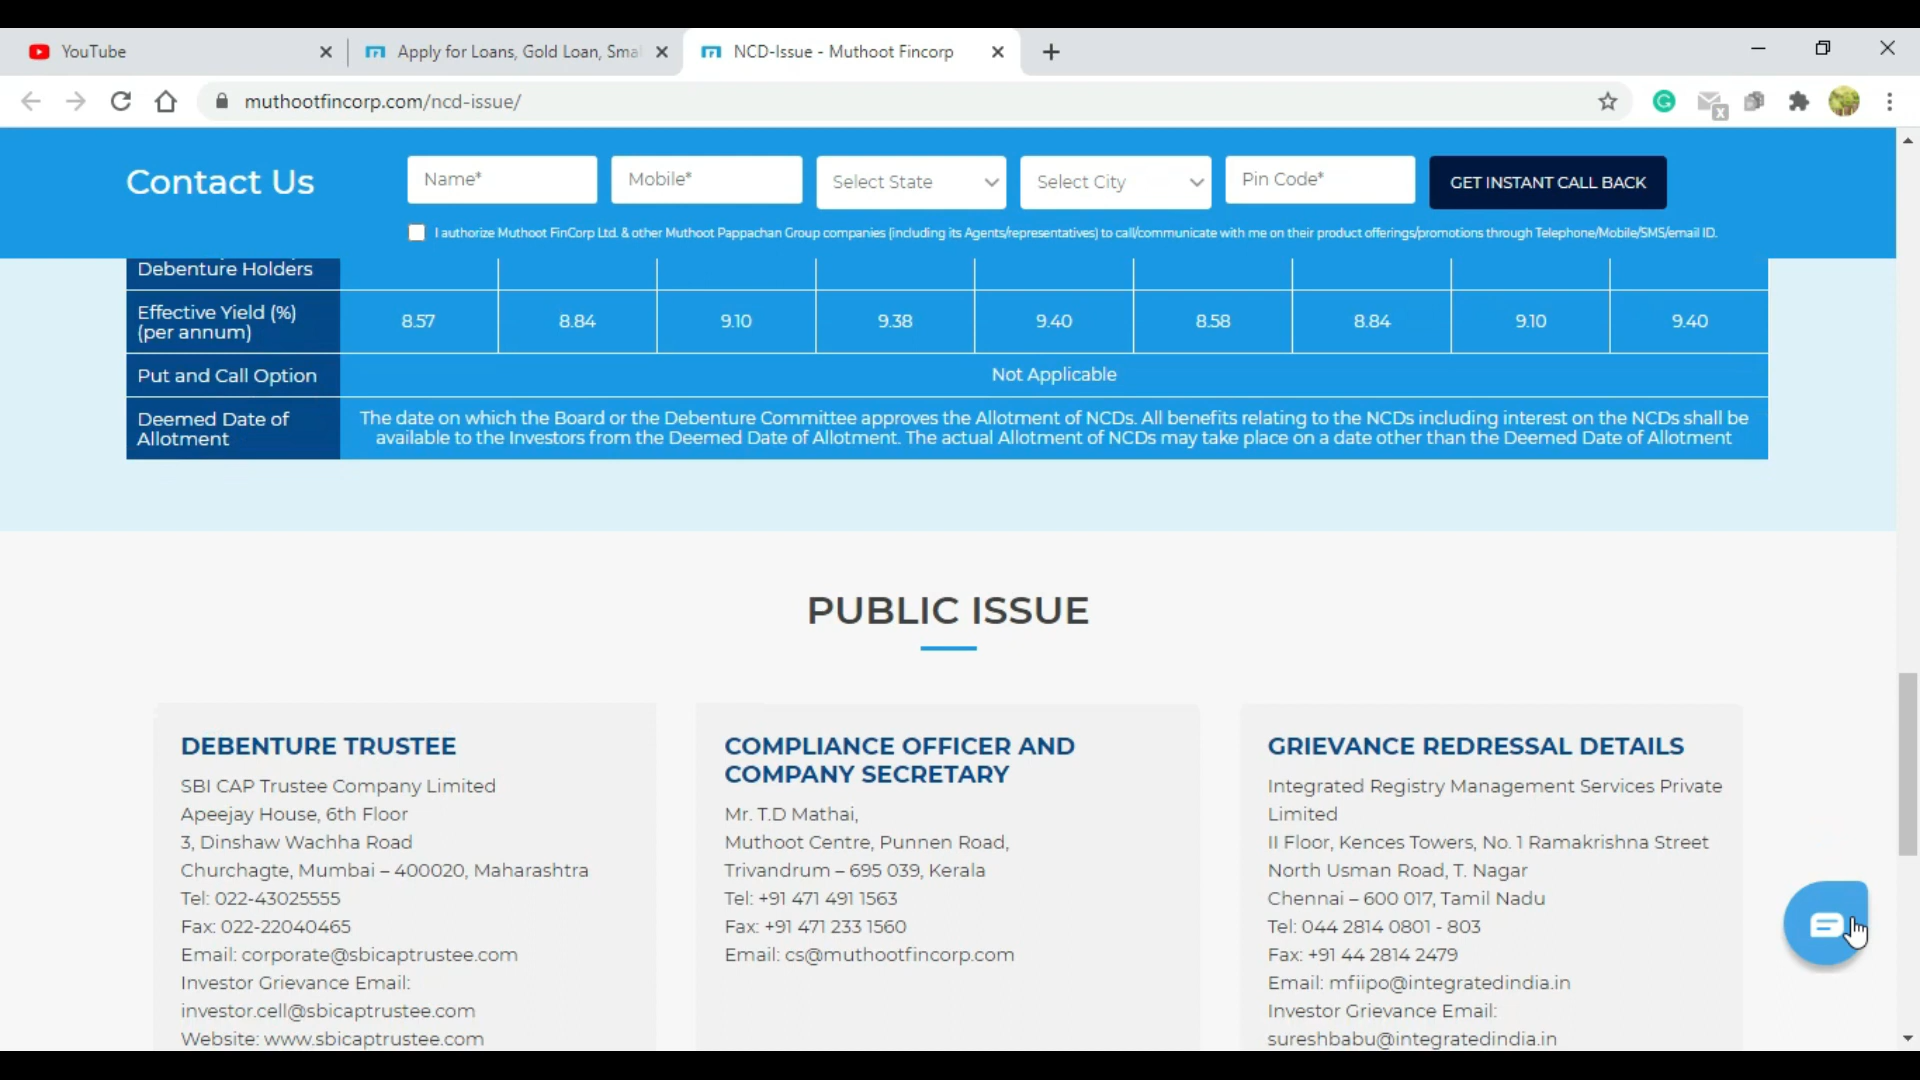 YouTube
Apply for Loans, Gold Loan, Sma
NCD-Issue - Muthoot Fincorp
muthootfincorp.com/ncd-issue/
Contact Us
Name*
Mobile*
Select State
Select City
Pin Code*
GET INSTANT CALL BACK
I authorize Muthoot FinCorp Ltd. & other Muthoot Pappachan Group companies (including its Agents/representatives) to call/communicate with me on their product offerings/promotions through Telephone/Mobile/SMS/email ID.
Debenture Holders
Effective Yield (%)
(per annum)
8.57 8.84 9.10 9.38 9.40 8.58 8.84 9.10 9.40
Put and Call Option
Not Applicable
Deemed Date of
Allotment
The date on which the Board or the Debenture Committee approves the Allotment of NCDs. All benefits relating to the NCDs including interest on the NCDs shall be
available to the Investors from the Deemed Date of Allotment. The actual Allotment of NCDs may take place on a date other than the Deemed Date of Allotment
PUBLIC ISSUE
DEBENTURE TRUSTEE
SBI CAP Trustee Company Limited
Apeejay House, 6th Floor
3, Dinshaw Wachha Road
Churchagte, Mumbai – 400020, Maharashtra
Tel: 022-43025555
Fax: 022-22040465
Email: corporate@sbicaptrustee.com
Investor Grievance Email:
investor.cell@sbicaptrustee.com
Website: www.sbicaptrustee.com
COMPLIANCE OFFICER AND
COMPANY SECRETARY
Mr. T.D Mathai,
Muthoot Centre, Punnen Road,
Trivandrum – 695 039, Kerala
Tel: +91 471 491 1563
Fax: +91 471 233 1560
Email: cs@muthootfincorp.com
GRIEVANCE REDRESSAL DETAILS
Integrated Registry Management Services Private
Limited
II Floor, Kences Towers, No. 1 Ramakrishna Street
North Usman Road, T. Nagar
Chennai – 600 017, Tamil Nadu
Tel: 044 2814 0801 - 803
Fax: +91 44 2814 2479
Email: mfiipo@integratedindia.in
Investor Grievance Email:
sureshbabu@integratedindia.in